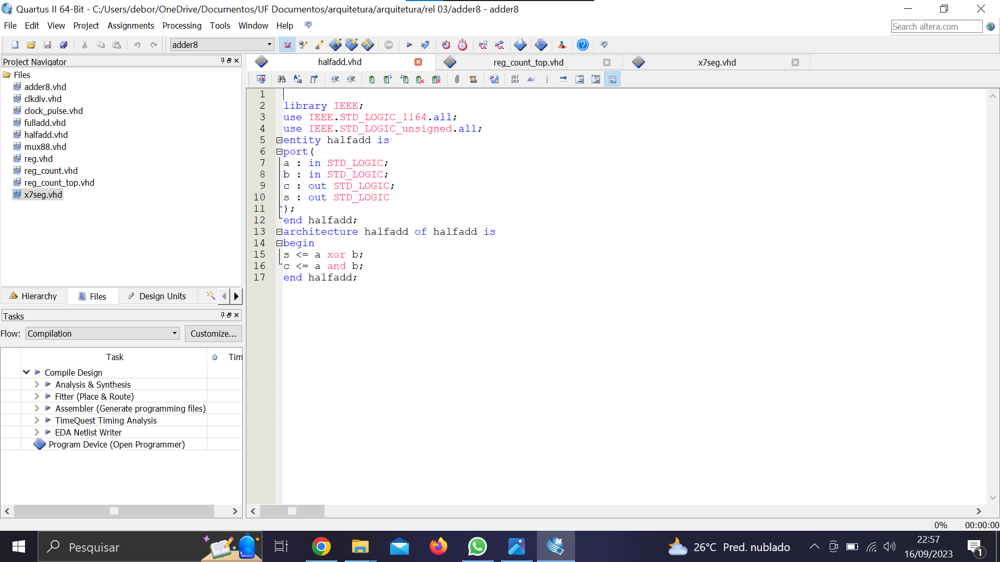 Quartus II 64-Bit - C:/Users/debor/OneDrive/Documentos/UF Documentos/arquitetura/arquitetura/rel 03/adder8 - adder8
File Edit View Project Assignments Processing Tools Window Help
Search altera.com
adder8
STOP
Project Navigator
Files
adder8.vhd
clkdiv.vhd
clock_pulse.vhd
fulladd.vhd
halfadd.vhd
mux88.vhd
reg.vhd
reg_count.vhd
reg_count_top.vhd
x7seg.vhd
Hierarchy Files Design Units
Tasks
Flow: Compilation Customize...
Task Tim
Compile Design
Analysis & Synthesis
Fitter (Place & Route)
Assembler (Generate programming files)
TimeQuest Timing Analysis
EDA Netlist Writer
Program Device (Open Programmer)
halfadd.vhd reg_count_top.vhd x7seg.vhd
267 268 ab/
1
2 library IEEE;
3 use IEEE.STD_LOGIC_1164.all;
4 use IEEE.STD_LOGIC_unsigned.all;
5 entity halfadd is
6 port(
7 a : in STD_LOGIC;
8 b : in STD_LOGIC;
9 c : out STD_LOGIC;
10 s : out STD_LOGIC
11 );
12 end halfadd;
13 architecture halfadd of halfadd is
14 begin
15 s <= a xor b;
16 c <= a and b;
17 end halfadd;
0% 00:00:00
Pesquisar
26°C Pred. nublado
22:57
16/09/2023
1